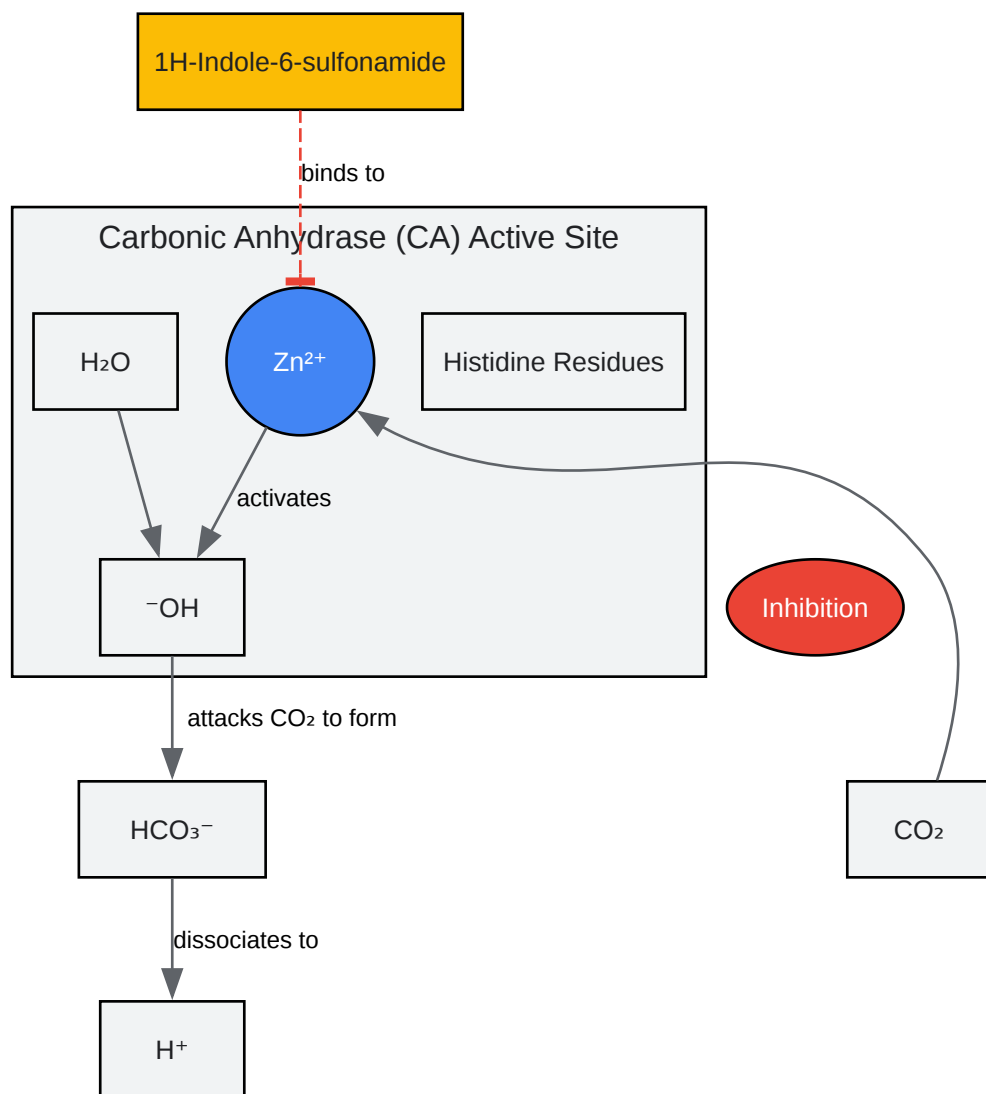 1H-Indole-6-sulfonamide
binds to
Carbonic Anhydrase (CA) Active Site
H₂O
Zn²⁺
Histidine Residues
activates
⁻OH
Inhibition
attacks CO₂ to form
HCO₃⁻
CO₂
dissociates to
H⁺